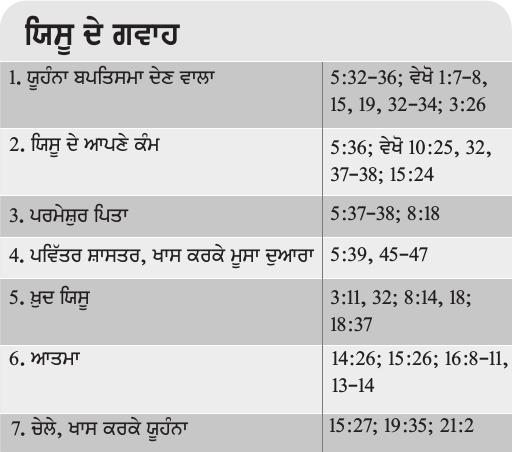 ਯਿਸੂ ਦੇ ਗਵਾਹ
1. ਯੂਹੰਨਾ ਬਪਤਿਸਮਾ ਦੇਣ ਵਾਲਾ
5:32–36; ਵੇਖੋ 1:7–8,
15, 19, 32–34; 3:26
2. ਯਿਸੂ ਦੇ ਆਪਣੇ ਕੰਮ
5:36; ਵੇਖੋ 10:25, 32,
37–38; 15:24
3. ਪਰਮੇਸ਼ੁਰ ਪਿਤਾ
5:37–38; 8:18
4. ਪਵਿੱਤਰ ਸ਼ਾਸਤਰ, ਖਾਸ ਕਰਕੇ ਮੂਸਾ ਦੁਆਰਾ
5:39, 45–47
5. ਖ਼ੁਦ ਯਿਸੂ
3:11, 32; 8:14, 18;
18:37
6. ਆਤਮਾ
14:26; 15:26; 16:8–11,
13–14
7. ਚੇਲੇ, ਖਾਸ ਕਰਕੇ ਯੂਹੰਨਾ
15:27; 19:35; 21:2